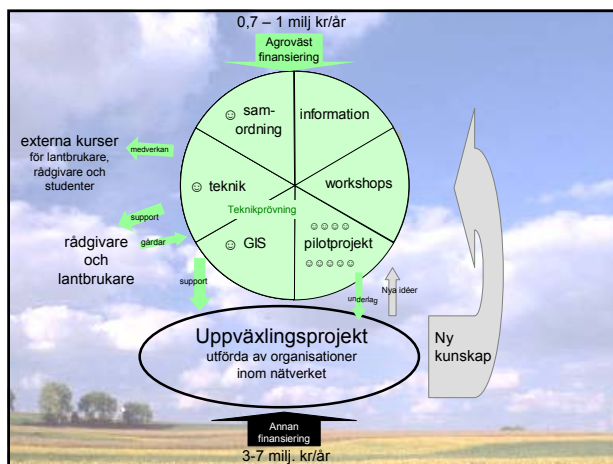 0,7 – 1 milj kr/år
Agroväst
finansiering
sam-
ordning
information
externa kurser
för lantbrukare,
rådgivare och
studenter
medverkan
teknik
workshops
Teknikprövning
support
gårdar
rådgivare
och
lantbrukare
GIS
pilotprojekt
support
underlag
Nya idéer
Uppväxlingsprojekt
utförda av organisationer
inom nätverket
Ny
kunskap
Annan
finansiering
3-7 milj. kr/år